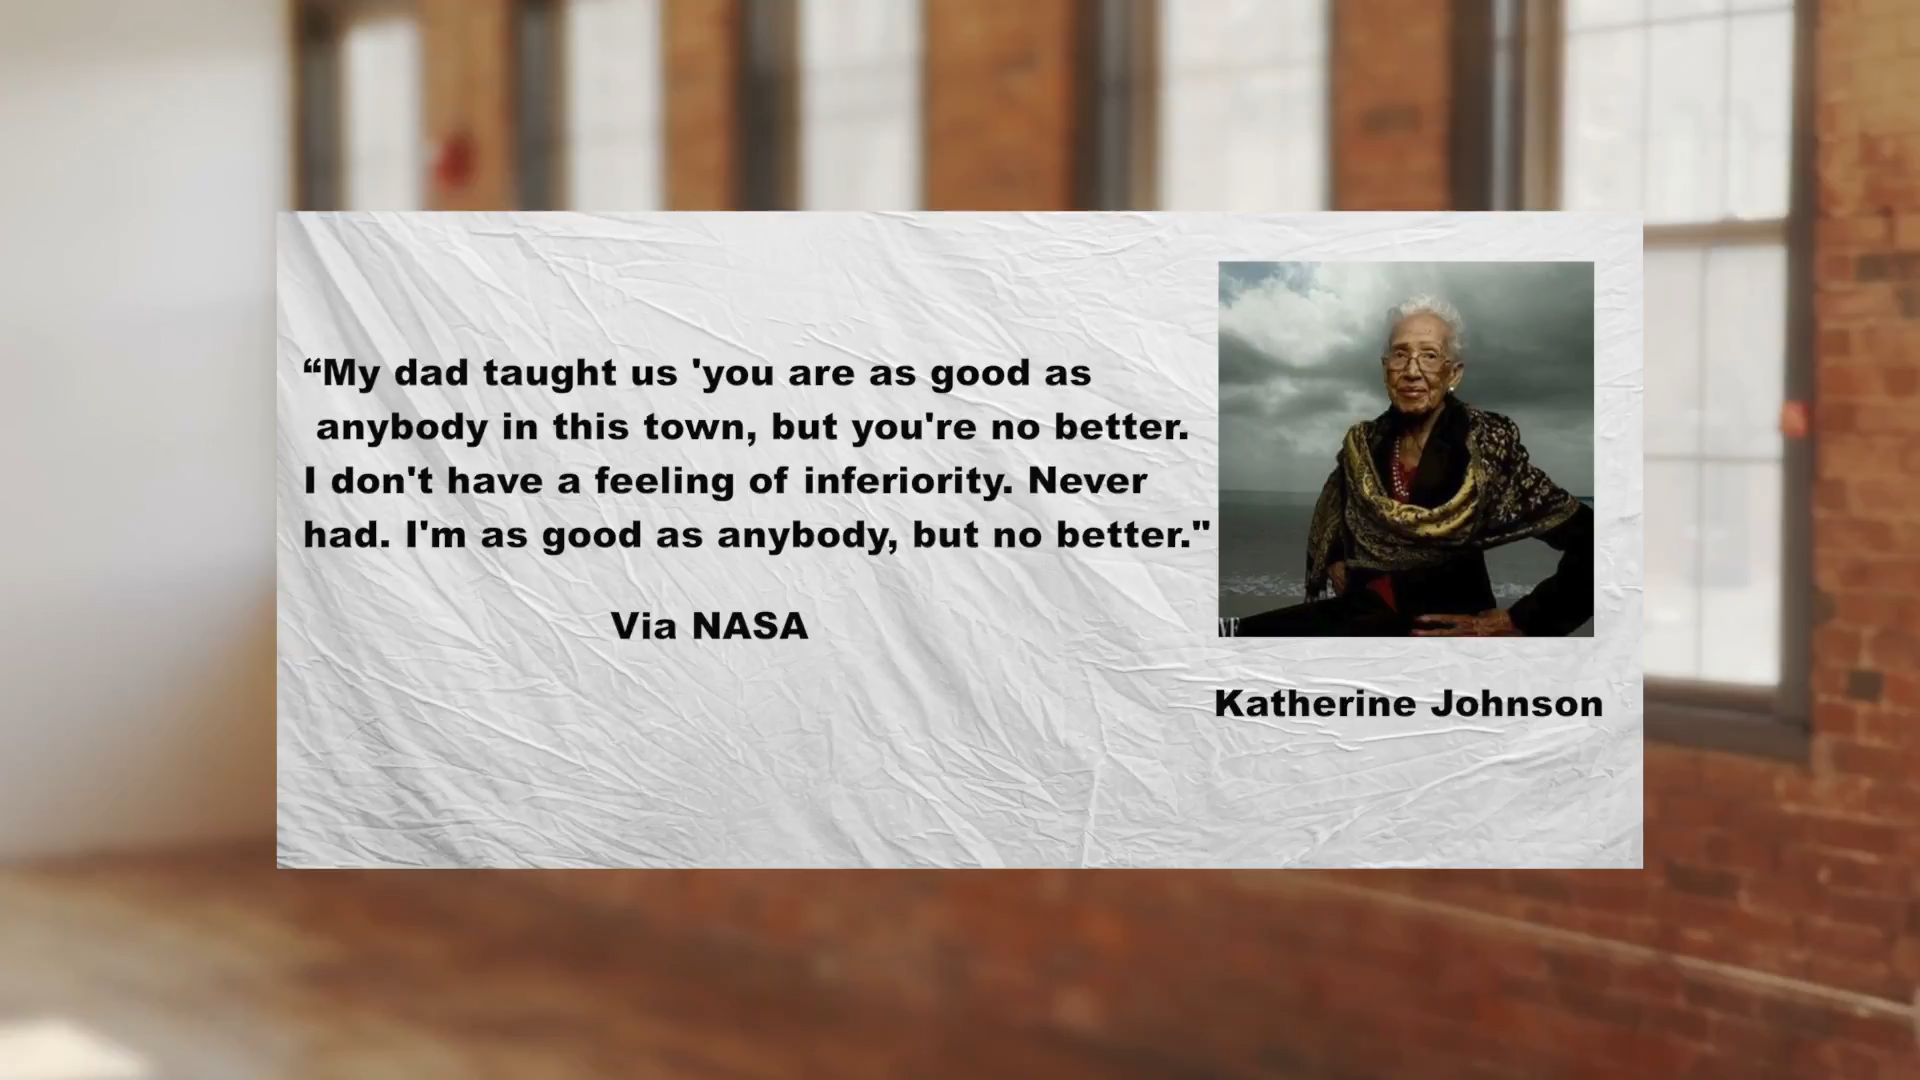 “My dad taught us 'you are as good as
anybody in this town, but you're no better.
I don't have a feeling of inferiority. Never
had. I'm as good as anybody, but no better."
Via NASA
VF
Katherine Johnson